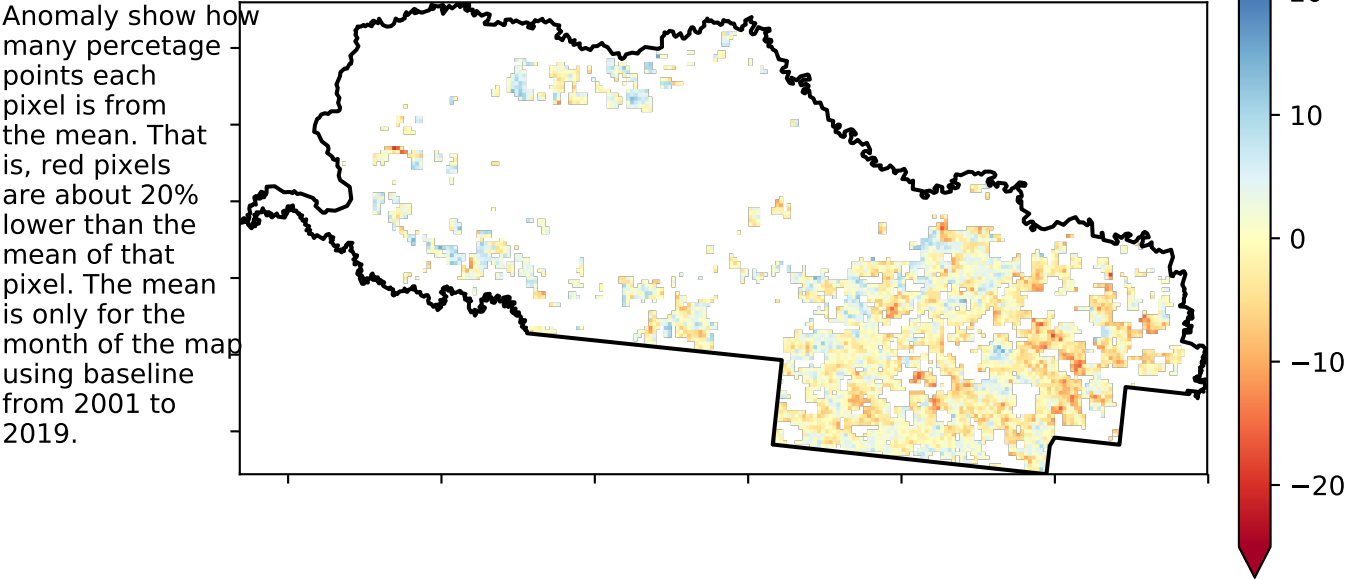 Anomaly show how
many percetage
points each
pixel is from
the mean. That
is, red pixels
are about 20%
lower than the
mean of that
pixel. The mean
is only for the
month of the map
using baseline
from 2001 to
2019.
10
0
−10
−20